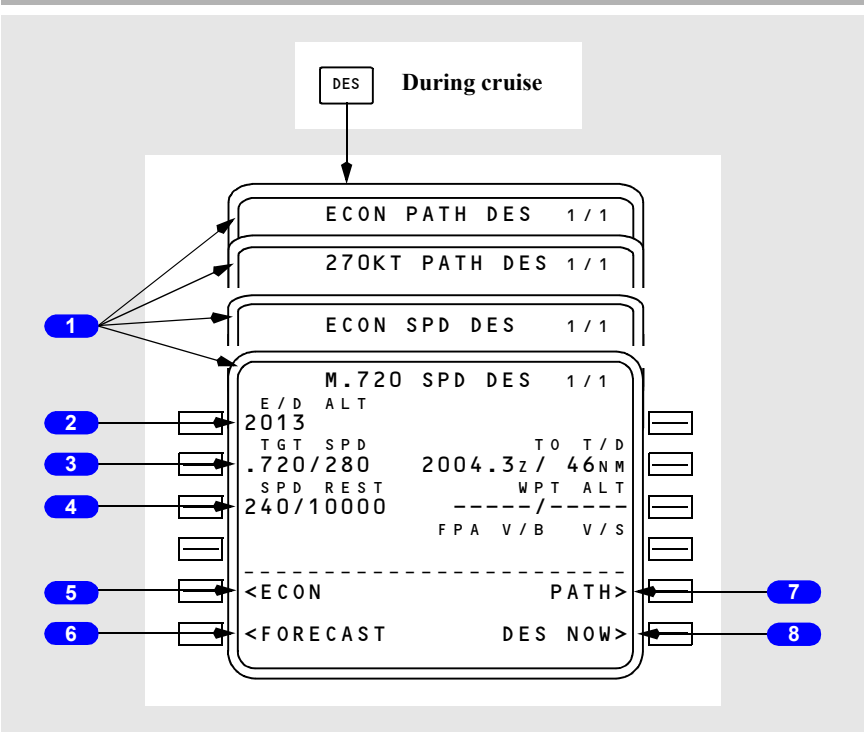 DES During cruise
ECON PATH DES 1/1
270KT PATH DES 1/1
1
ECON SPD DES 1/1
M.720 SPD DES 1/1
E/D ALT
2 2013
TGT SPD TO T/D
3 .720/280 2004.3Z/ 46NM
SPD REST WPT ALT
4 240/10000 -----/-----
FPA V/B V/S
------------------------
5 <ECON PATH> 7
6 <FORECAST DES NOW> 8